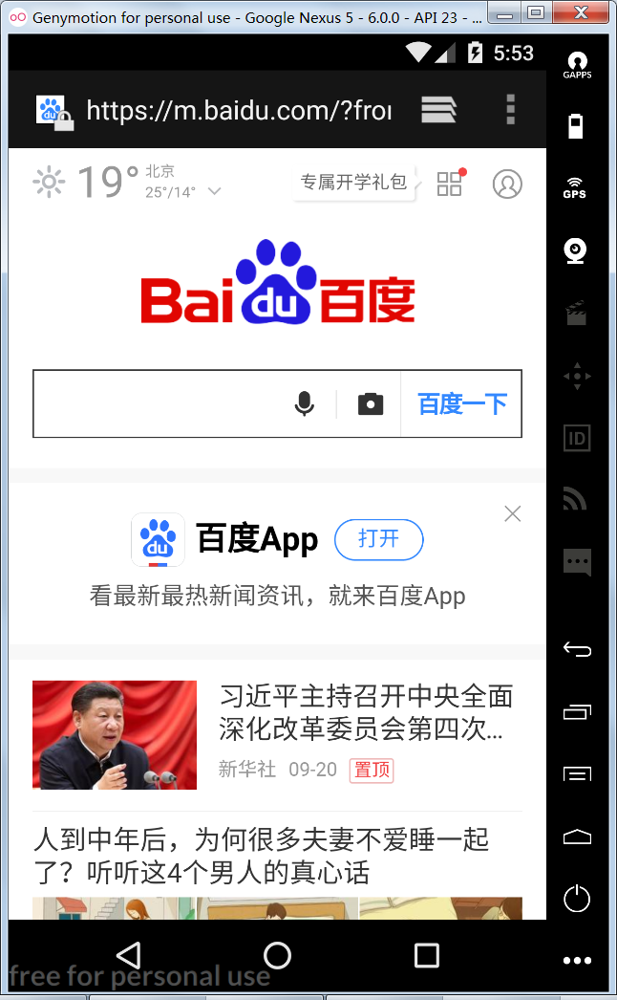 Genymotion for personal use - Google Nexus 5 - 6.0.0 - API 23 - ...
5:53
GAPPS
du
https://m.baidu.com/?fron
19°
北京
25°/14°
专属开学礼包
GPS
Bai du 百度
百度一下
ID
du
百度App
打开
看最新最热新闻资讯，就来百度App
习近平主持召开中央全面
深化改革委员会第四次...
新华社 09-20 置顶
人到中年后，为何很多夫妻不爱睡一起
了？听听这4个男人的真心话
free for personal use